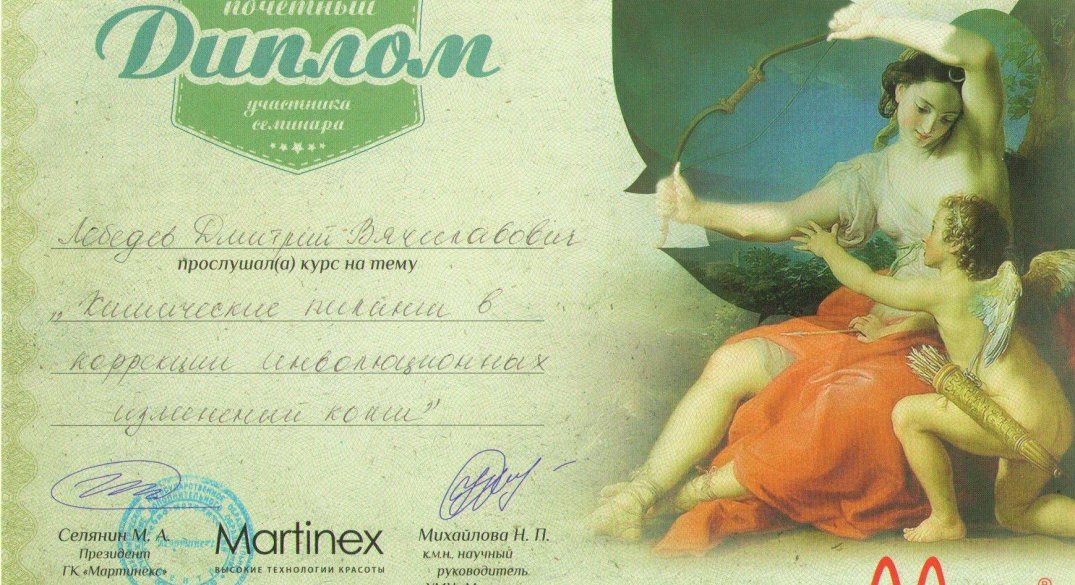 почетный
Диплом
участника
семинара
Лебедев Дмитрий Вячеславович
прослушал(а) курс на тему
„Химические пилинги в
коррекции инволюционных
изменений кожи”
Селянин М. А.
Президент
ГК «Мартинекс»
Martinex
ВЫСОКИЕ ТЕХНОЛОГИИ КРАСОТЫ
Михайлова Н. П.
к.м.н, научный
руководитель
®